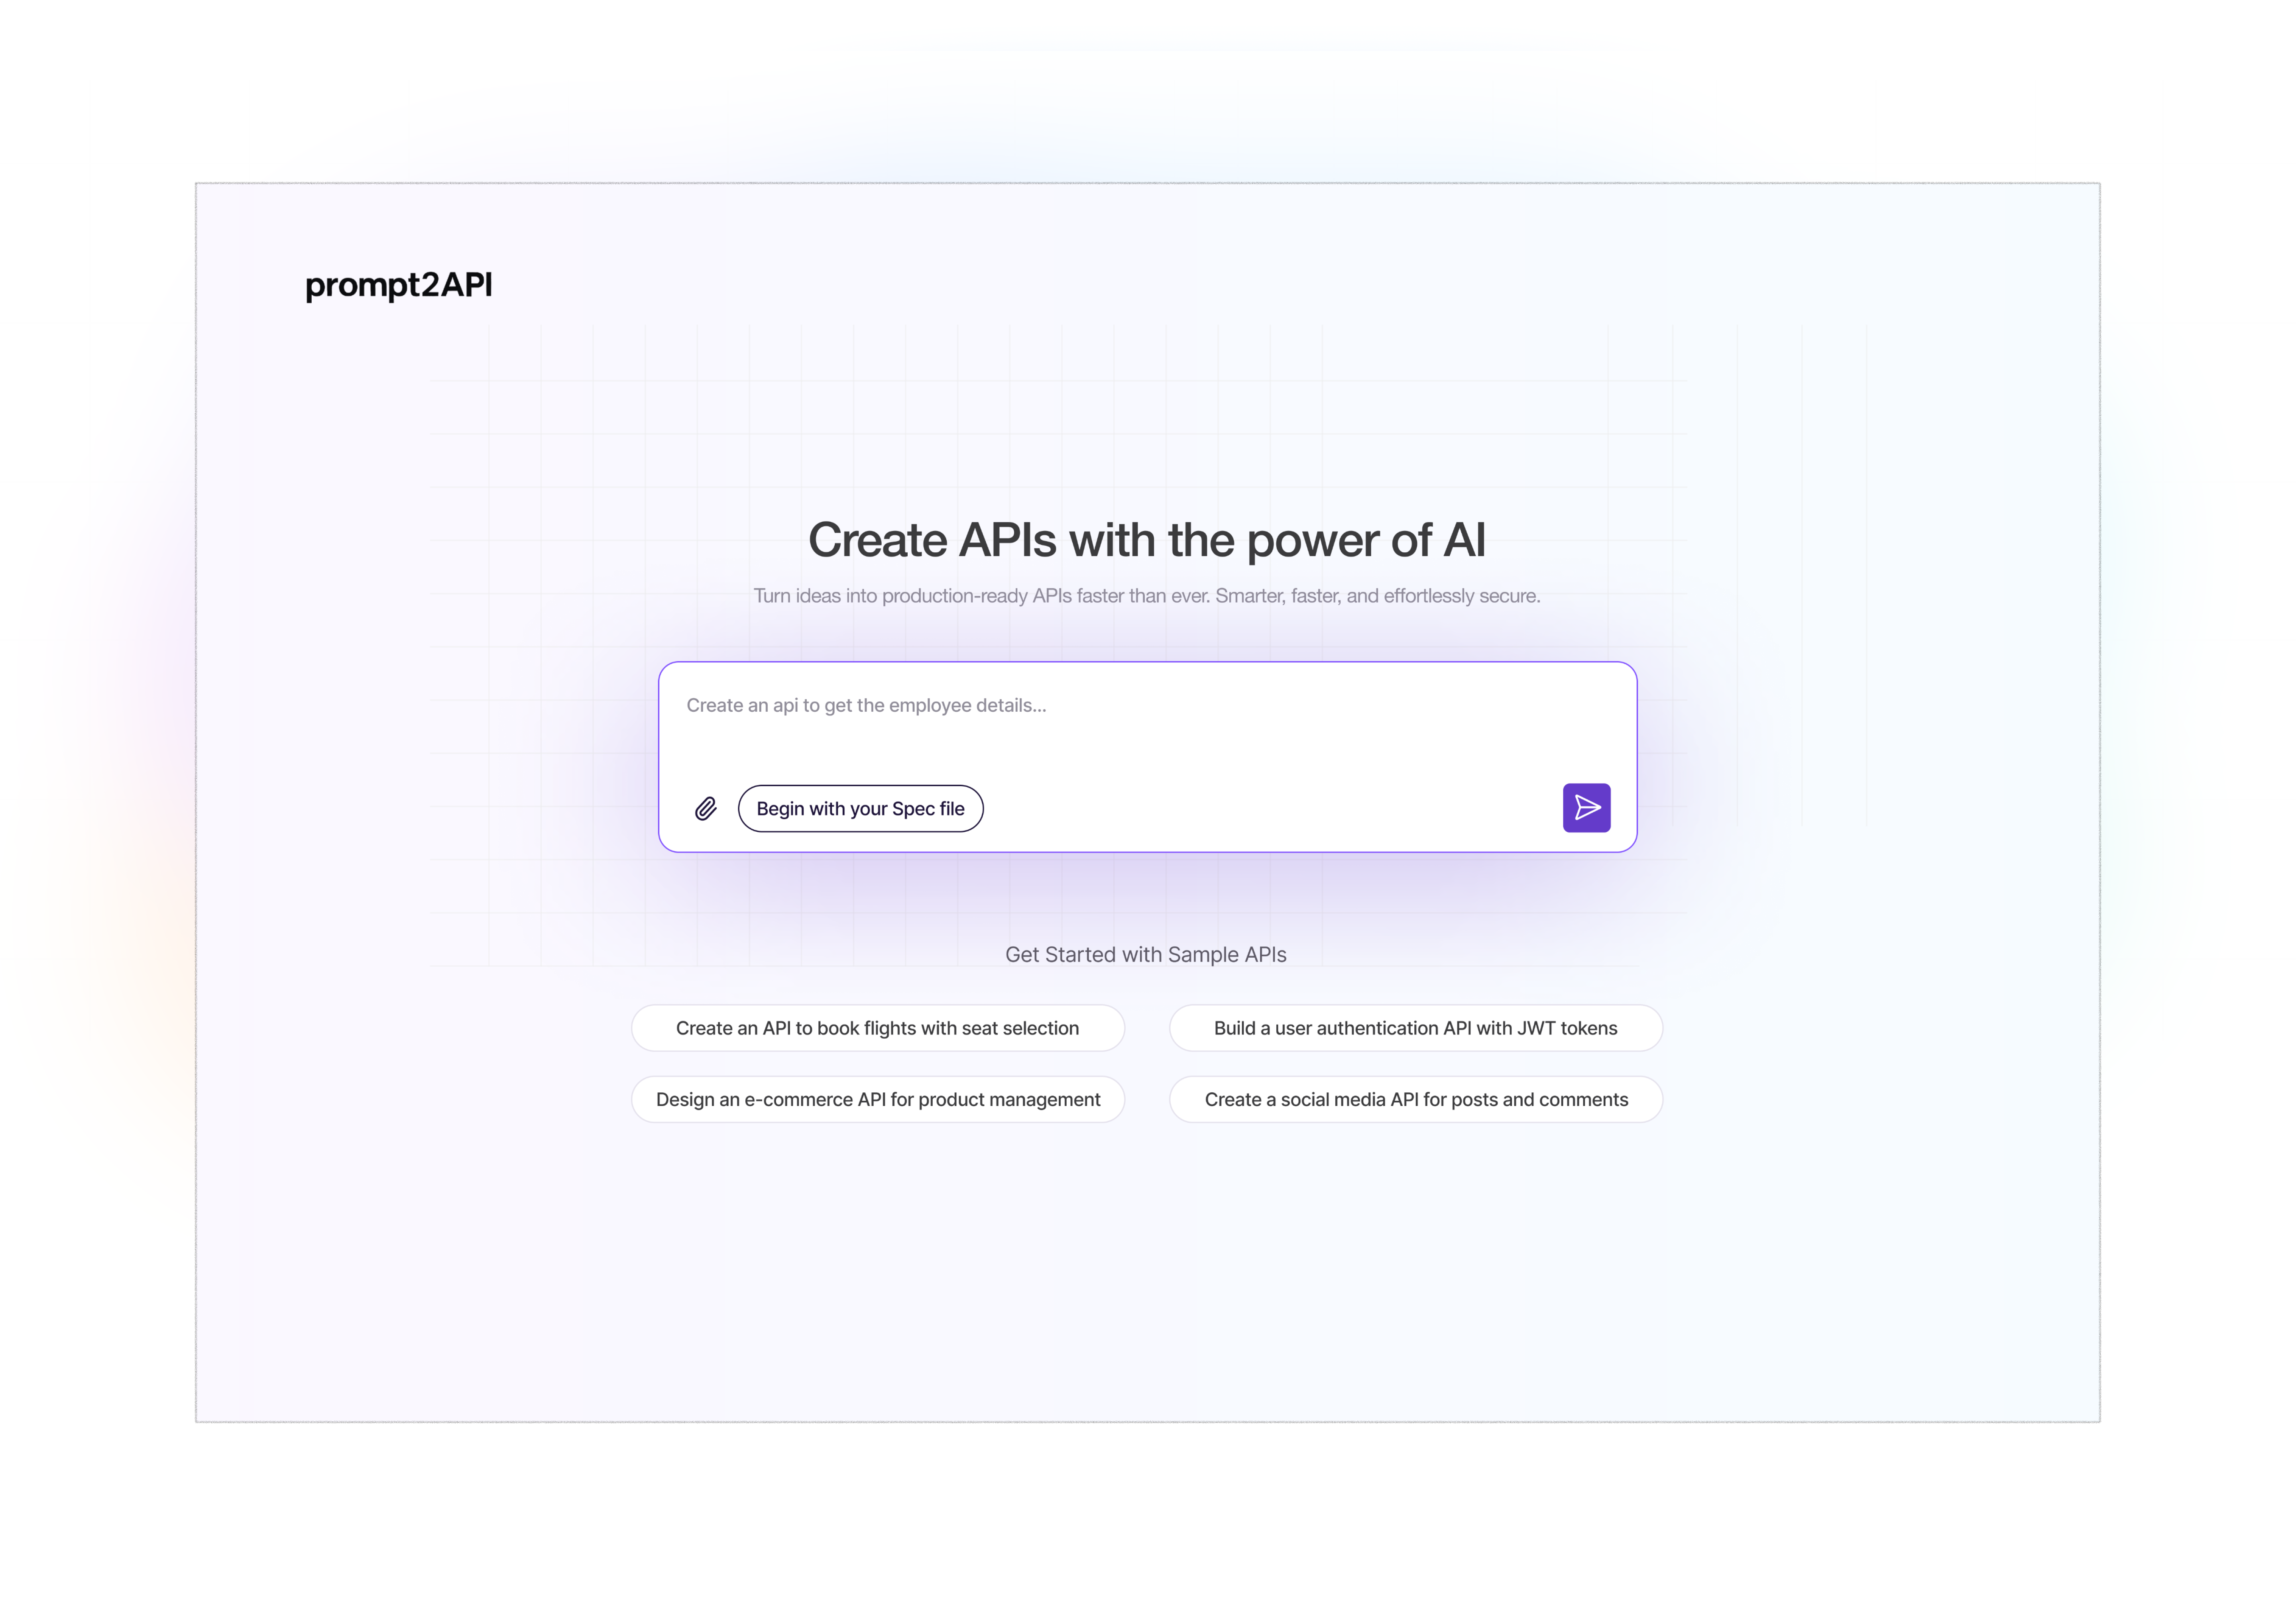 prompt2API
Create APIs with the power of AI
Turn ideas into production-ready APIs faster than ever. Smarter, faster, and effortlessly secure.
Create an api to get the employee details...
Begin with your Spec file
Get Started with Sample APIs
Create an API to book flights with seat selection
Build a user authentication API with JWT tokens
Design an e-commerce API for product management
Create a social media API for posts and comments